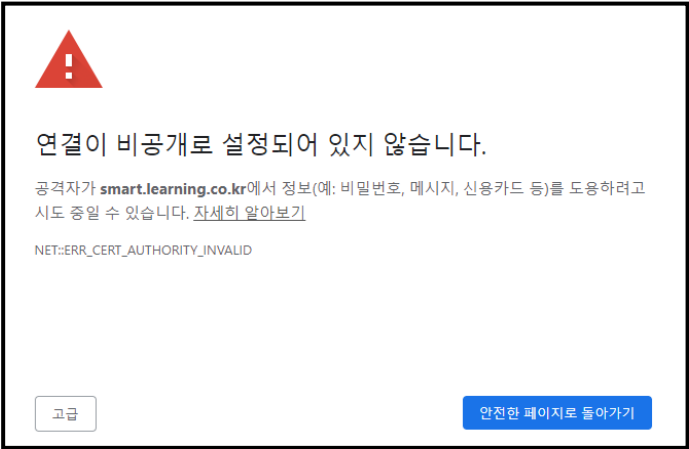 연결이 비공개로 설정되어 있지 않습니다.
공격자가 smart.learning.co.kr에서 정보(예: 비밀번호, 메시지, 신용카드 등)를 도용하려고
시도 중일 수 있습니다. 자세히 알아보기
NET::ERR_CERT_AUTHORITY_INVALID
고급
안전한 페이지로 돌아가기